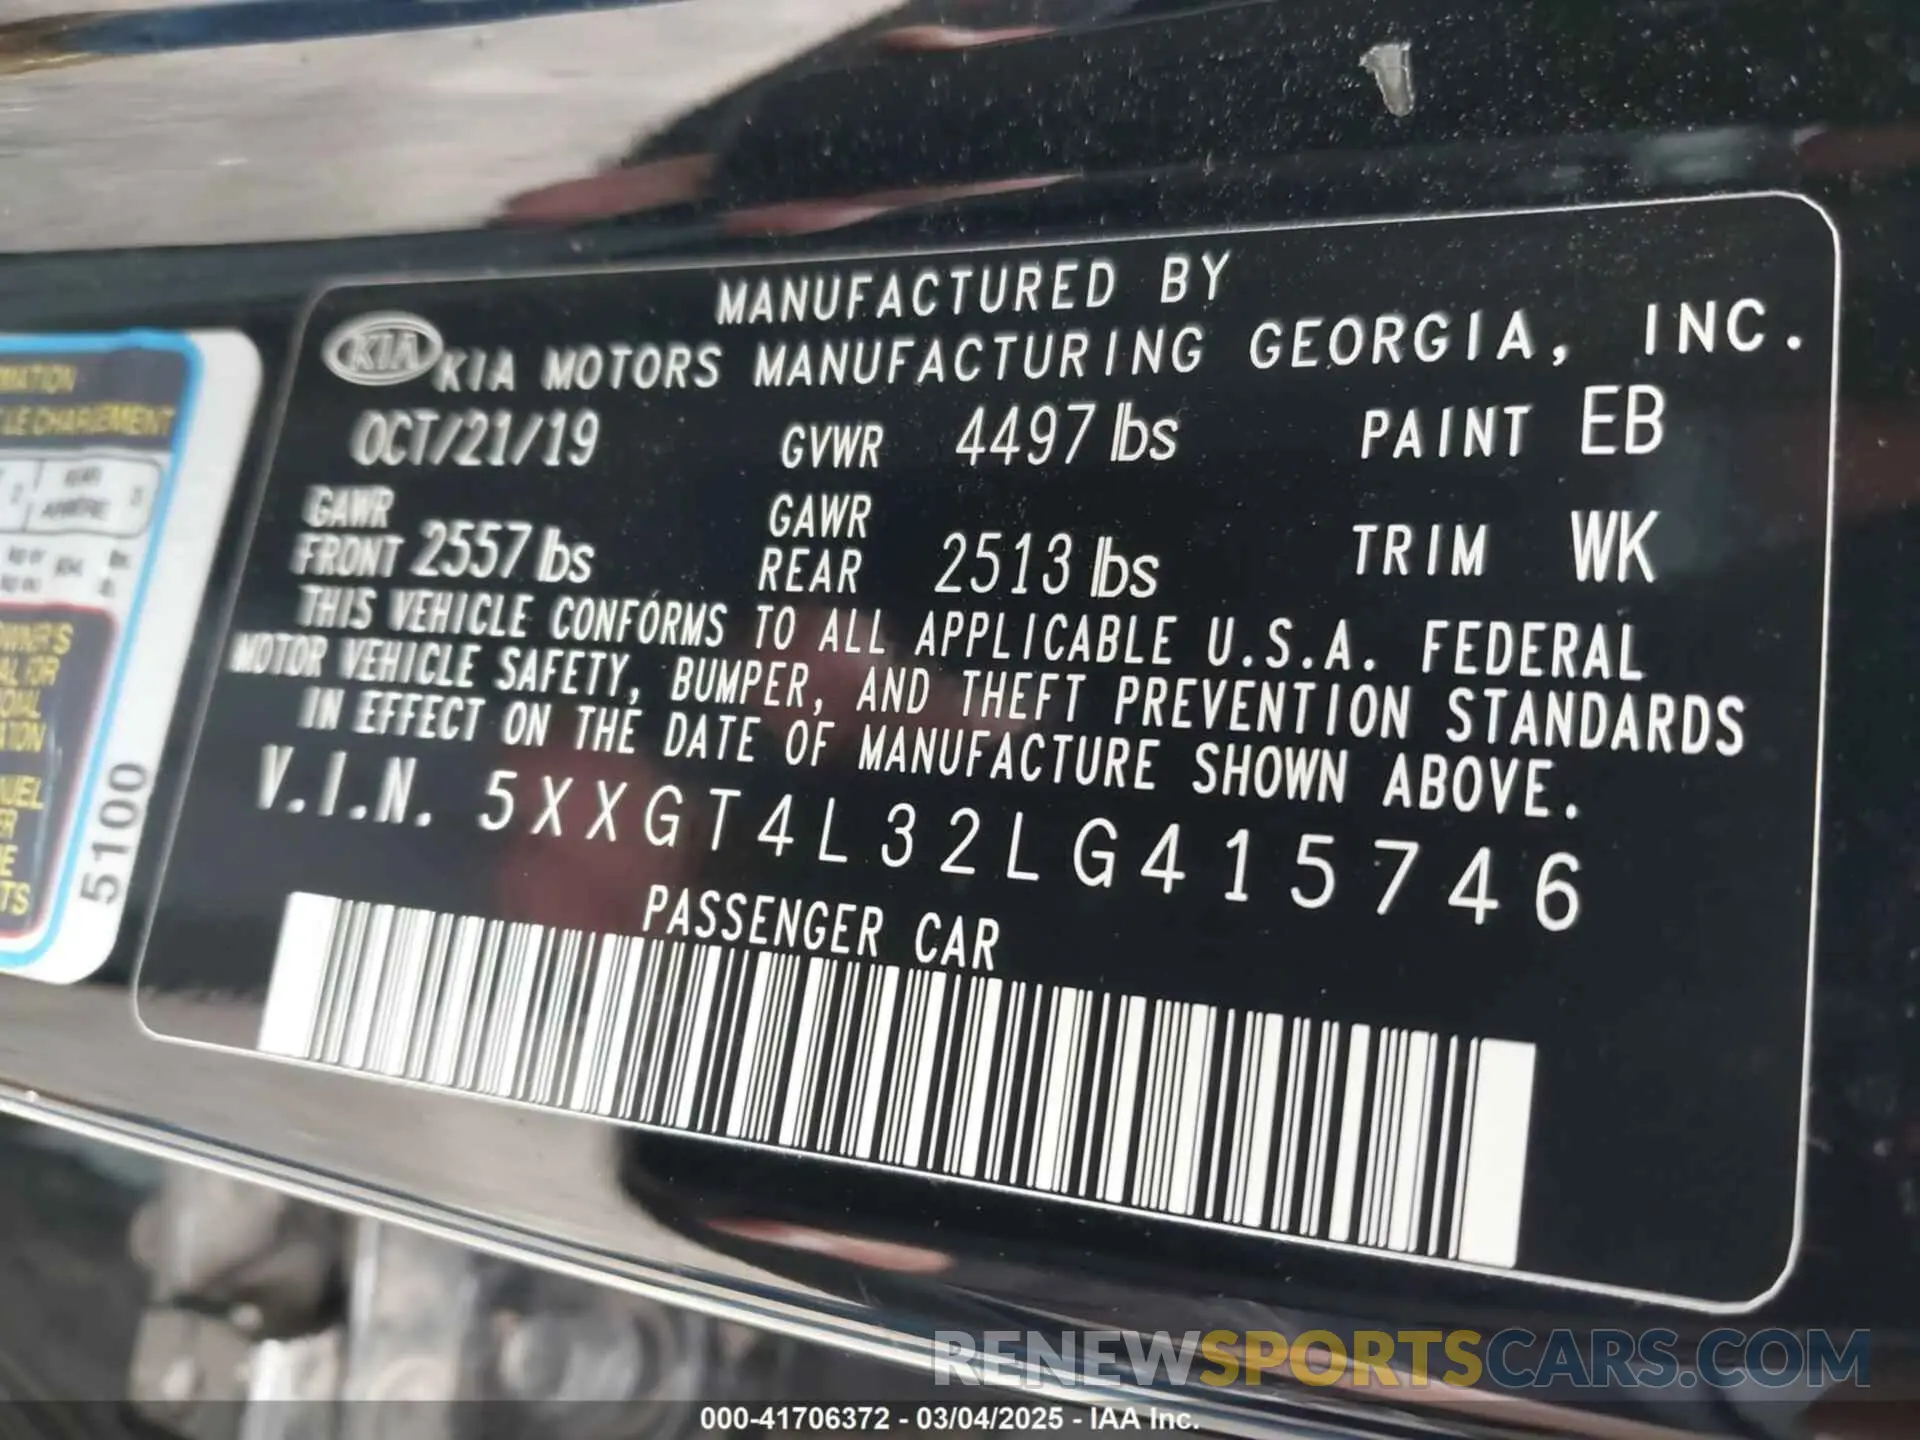 MANUFACTURED BY
KIA KIA MOTORS MANUFACTURING GEORGIA, INC.
OCT/21/19 GVWR 4497 lbs PAINT EB
GAWR FRONT 2557 lbs GAWR REAR 2513 lbs TRIM WK
THIS VEHICLE CONFORMS TO ALL APPLICABLE U.S.A. FEDERAL
MOTOR VEHICLE SAFETY, BUMPER, AND THEFT PREVENTION STANDARDS
IN EFFECT ON THE DATE OF MANUFACTURE SHOWN ABOVE.
V.I.N. 5XXGT4L32LG415746
PASSENGER CAR
LE CHARGEMENT
5100
RENEWSPORTSCARS.COM
000-41706372 - 03/04/2025 - IAA Inc.